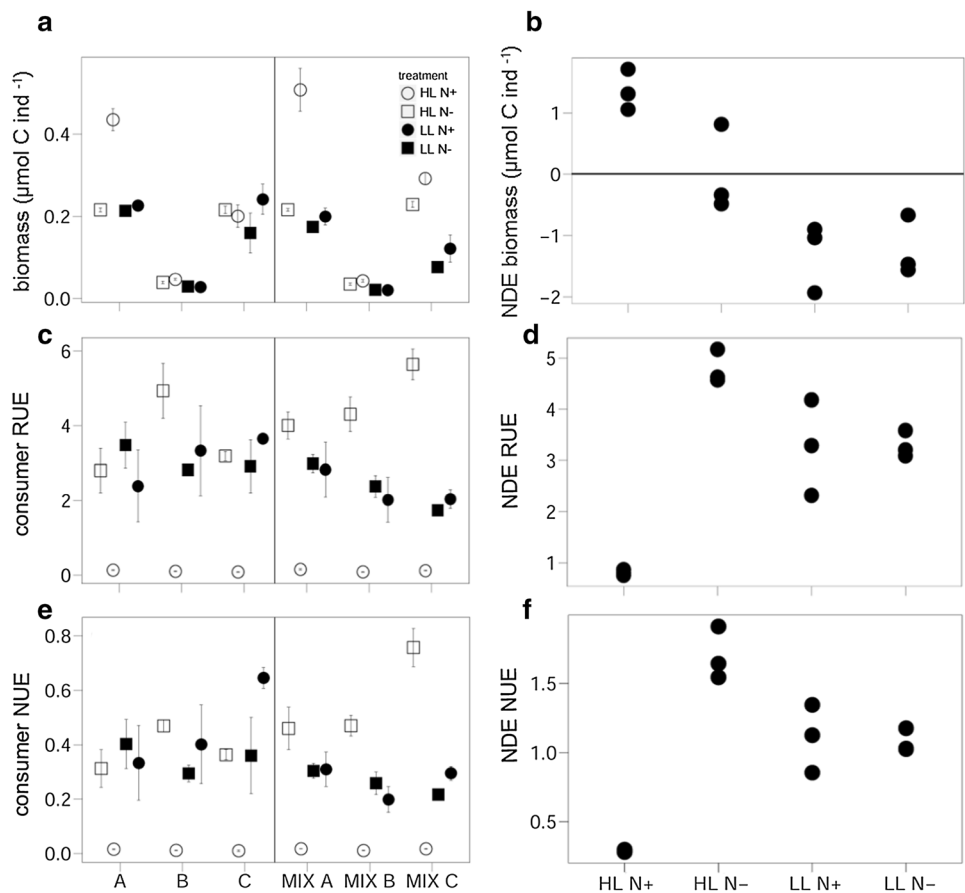 a
biomass (µmol C ind -1)
0.4
0.2
0.0
treatment
HL N+
HL N-
LL N+
LL N-
b
NDE biomass (µmol C ind -1)
1
0
−1
−2
c
consumer RUE
6
4
2
0
d
NDE RUE
5
4
3
2
1
e
consumer NUE
0.8
0.6
0.4
0.2
0.0
A B C MIX A MIX B MIX C
f
NDE NUE
1.5
1.0
0.5
HL N+ HL N− LL N+ LL N−